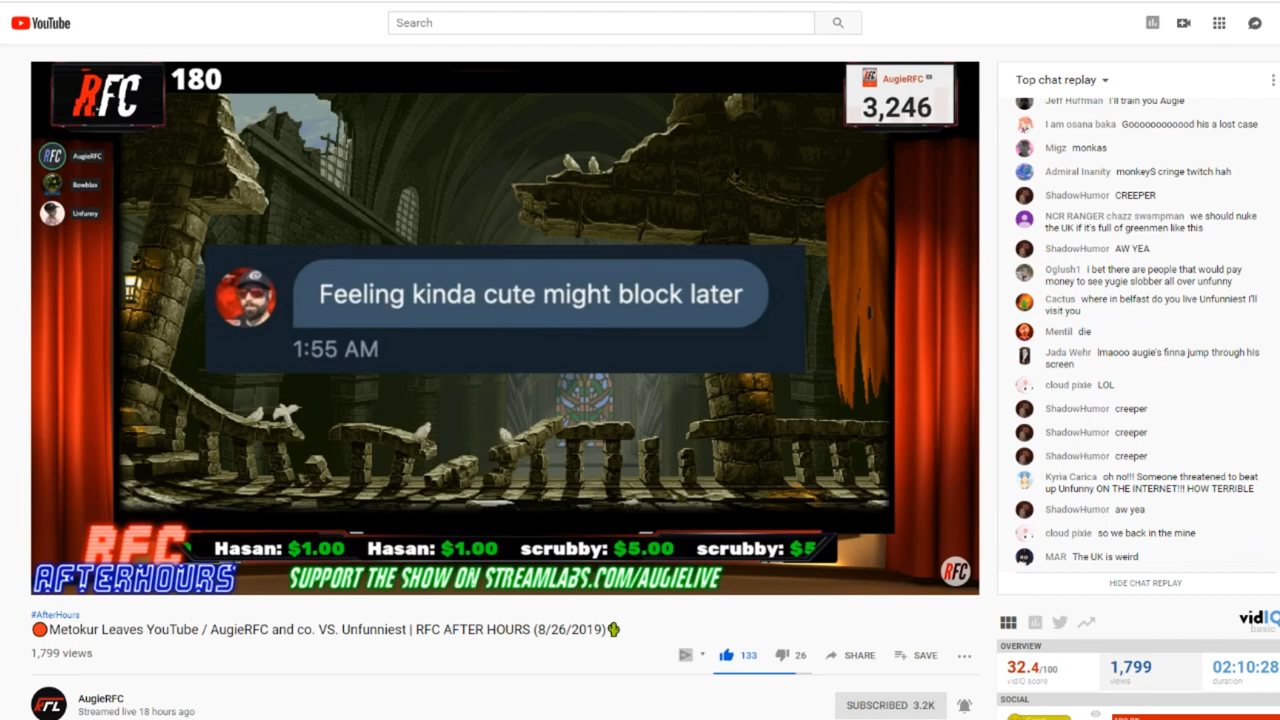 YouTube
Search
RFC
180
AugieRFC
3,246
AugieRFC
Bowblax
Unfunny
Feeling kinda cute might block later
1:55 AM
Hasan: $1.00 Hasan: $1.00 scrubby: $5.00 scrubby: $5
RFC
AFTERHOURS
SUPPORT THE SHOW ON STREAMLABS.COM/AUGIELIVE
RFC
#AfterHours
Metokur Leaves YouTube / AugieRFC and co. VS. Unfunniest | RFC AFTER HOURS (8/26/2019)
1,799 views
133
26
SHARE
SAVE
AugieRFC
Streamed live 18 hours ago
SUBSCRIBED 3.2K
Top chat replay
Jeff Huffman I'll train you Augie
I am osana baka Gooooooooood his a lost case
Migz monkas
Admiral Inanity monkeyS cringe twitch hah
ShadowHumor CREEPER
NCR RANGER chazz swampman we should nuke
the UK if it's full of greenmen like this
ShadowHumor AW YEA
Oglush1 i bet there are people that would pay
money to see yugie slobber all over unfunny
Cactus where in belfast do you live Unfunniest I'll
visit you
Mentil die
Jada Wehr lmaooo augie's finna jump through his
screen
cloud pixie LOL
ShadowHumor creeper
ShadowHumor creeper
ShadowHumor creeper
Kyria Carica oh no!!! Someone threatened to beat
up Unfunny ON THE INTERNET!!! HOW TERRIBLE
ShadowHumor aw yea
cloud pixie so we back in the mine
MAR The UK is weird
HIDE CHAT REPLAY
vidIQ
basic
OVERVIEW
32.4/100
vidIQ score
1,799
views
02:10:28
duration
SOCIAL